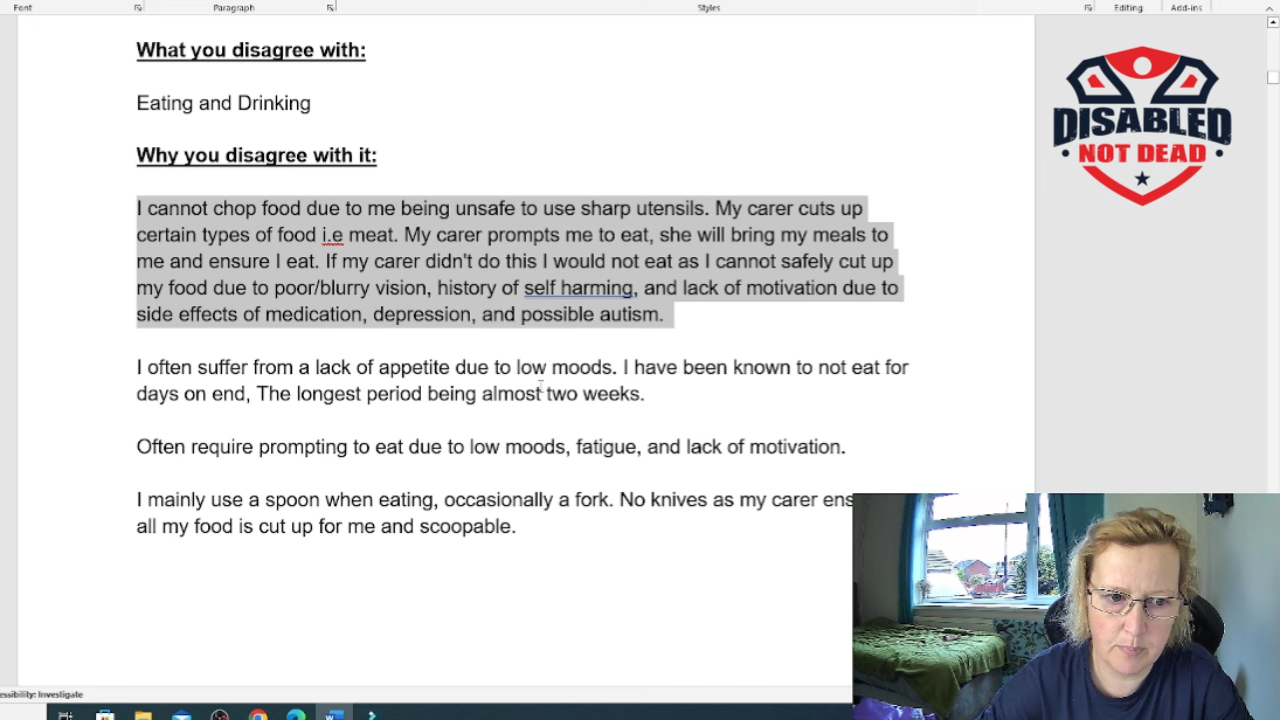 Font Paragraph Styles Editing Add-ins
What you disagree with:
Eating and Drinking
Why you disagree with it:
I cannot chop food due to me being unsafe to use sharp utensils. My carer cuts up
certain types of food i.e meat. My carer prompts me to eat, she will bring my meals to
me and ensure I eat. If my carer didn't do this I would not eat as I cannot safely cut up
my food due to poor/blurry vision, history of self harming, and lack of motivation due to
side effects of medication, depression, and possible autism.
I often suffer from a lack of appetite due to low moods. I have been known to not eat for
days on end, The longest period being almost two weeks.
Often require prompting to eat due to low moods, fatigue, and lack of motivation.
I mainly use a spoon when eating, occasionally a fork. No knives as my carer
all my food is cut up for me and scoopable.
DISABLED
NOT DEAD
Investigate